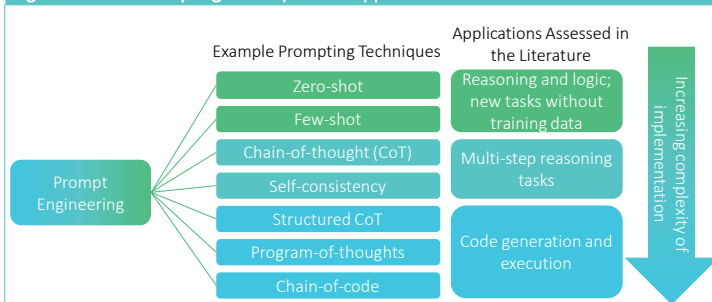 Example Prompting Techniques
Applications Assessed in
the Literature
Zero-shot
Few-shot
Chain-of-thought (CoT)
Self-consistency
Structured CoT
Program-of-thoughts
Chain-of-code
Prompt
Engineering
Reasoning and logic;
new tasks without
training data
Multi-step reasoning
tasks
Code generation and
execution
Increasing complexity of
implementation